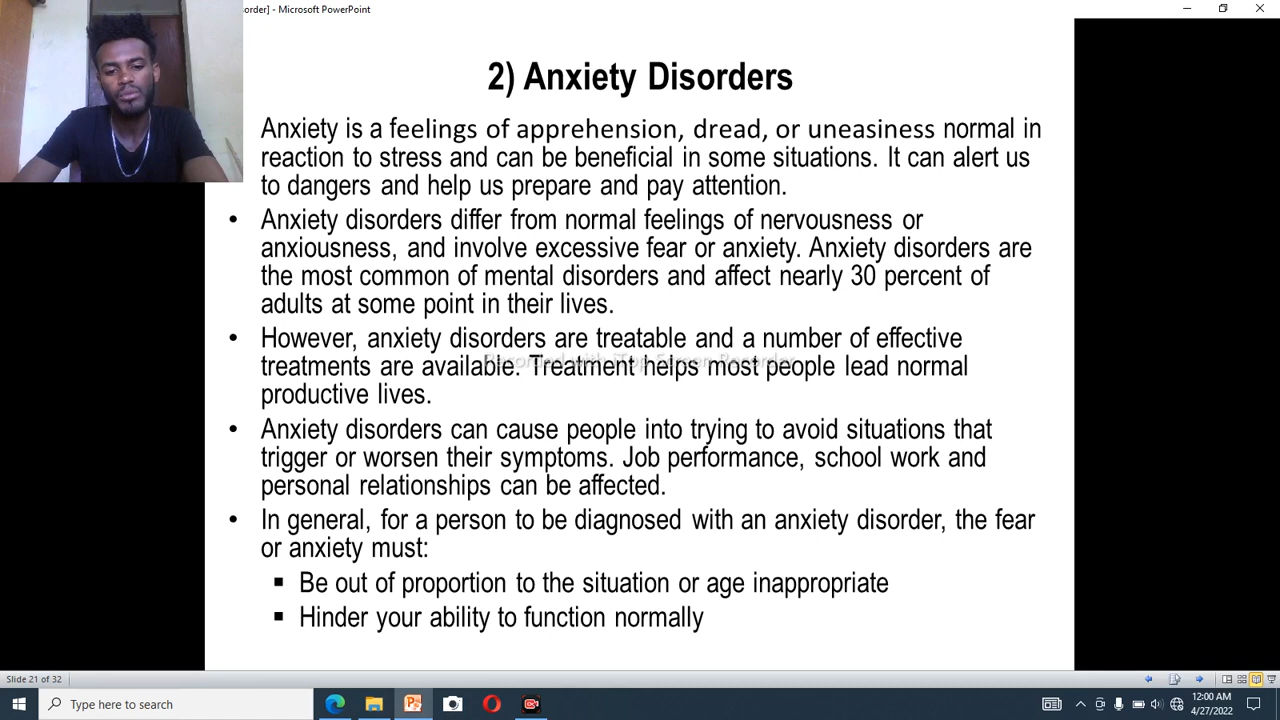 order] - Microsoft PowerPoint
2) Anxiety Disorders
Anxiety is a feelings of apprehension, dread, or uneasiness normal in
reaction to stress and can be beneficial in some situations. It can alert us
to dangers and help us prepare and pay attention.
• Anxiety disorders differ from normal feelings of nervousness or
anxiousness, and involve excessive fear or anxiety. Anxiety disorders are
the most common of mental disorders and affect nearly 30 percent of
adults at some point in their lives.
• However, anxiety disorders are treatable and a number of effective
treatments are available. Treatment helps most people lead normal
productive lives.
Recorded with iTop Screen Recorder
• Anxiety disorders can cause people into trying to avoid situations that
trigger or worsen their symptoms. Job performance, school work and
personal relationships can be affected.
• In general, for a person to be diagnosed with an anxiety disorder, the fear
or anxiety must:
▪ Be out of proportion to the situation or age inappropriate
▪ Hinder your ability to function normally
Slide 21 of 32
Type here to search
12:00 AM
4/27/2022